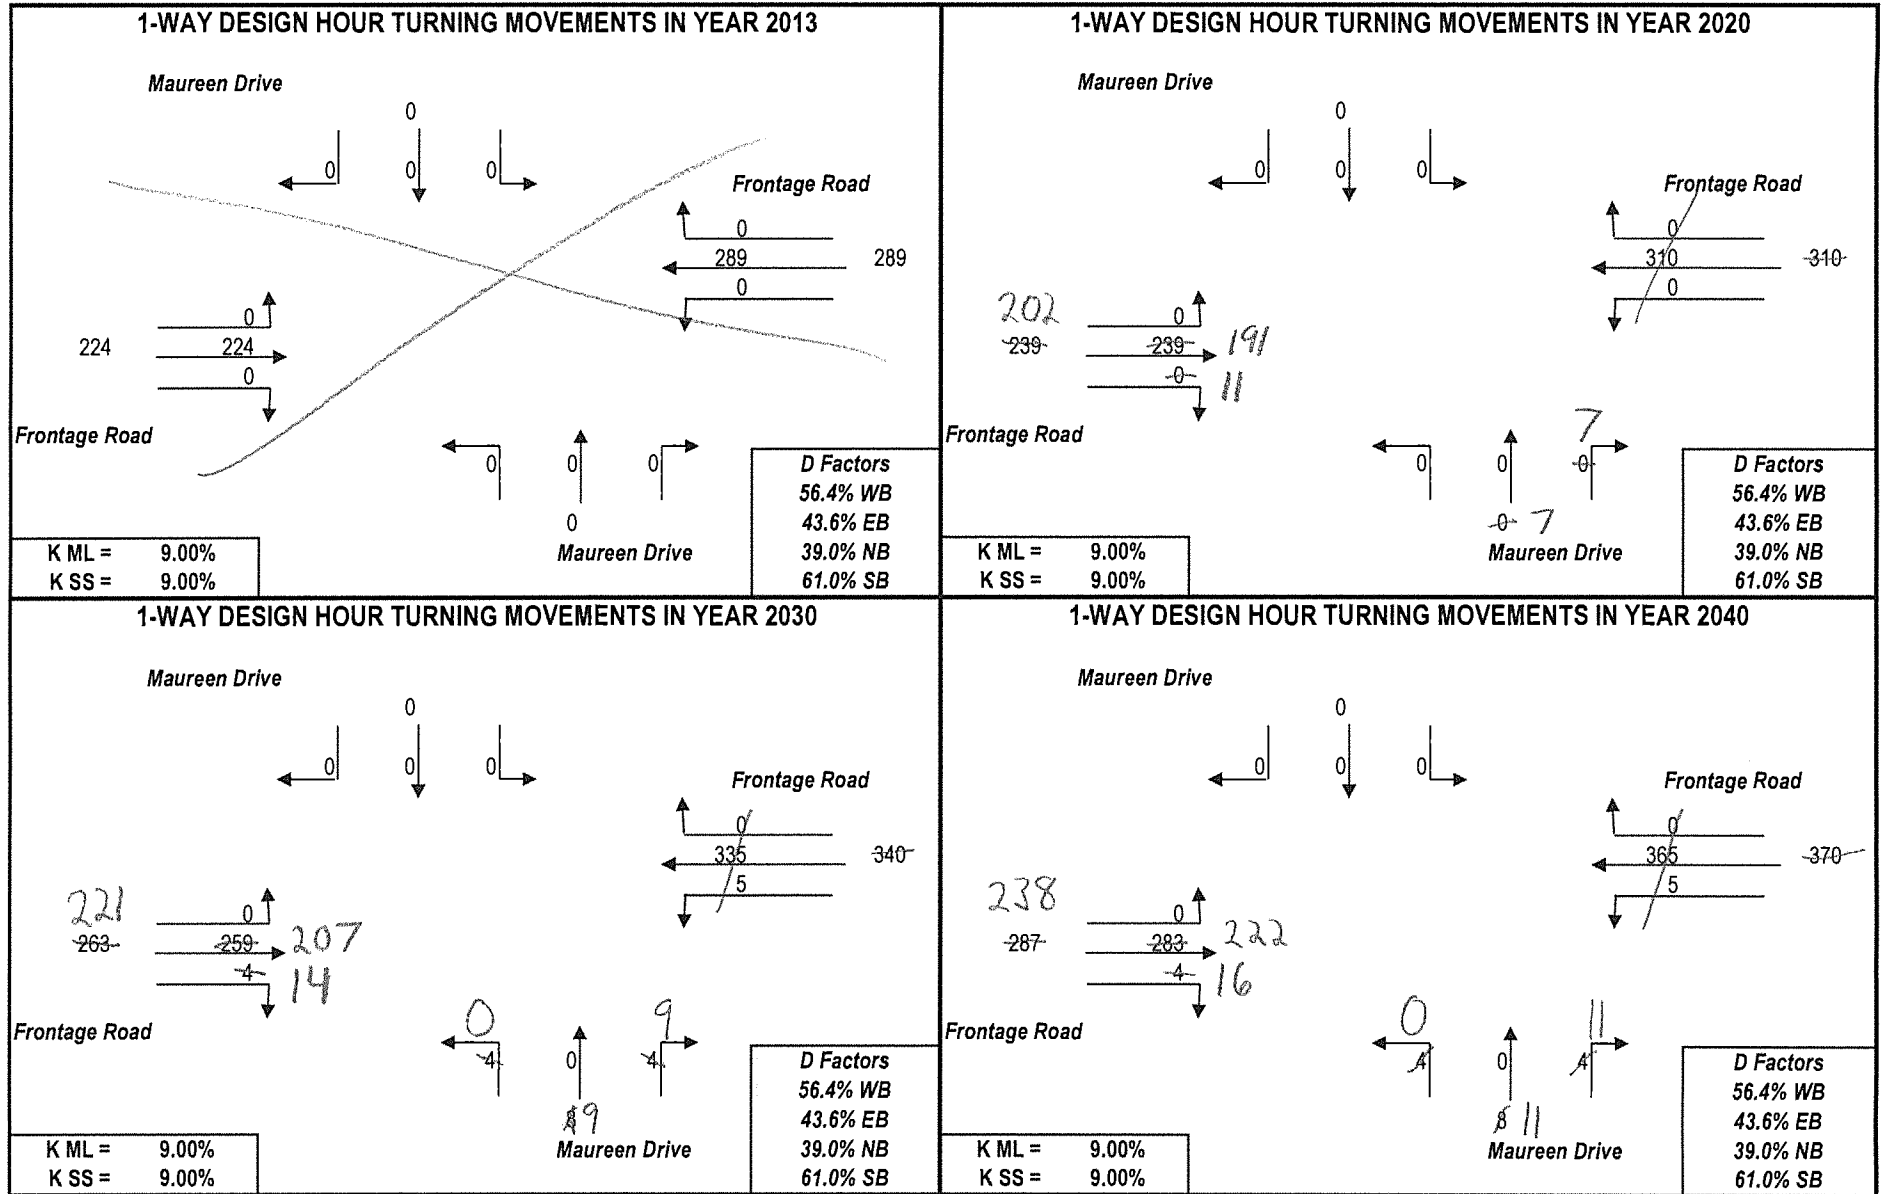 1-WAY DESIGN HOUR TURNING MOVEMENTS IN YEAR 2013
Maureen Drive
0
0 0 0
Frontage Road
0
289 289
0
0
224 224
0
Frontage Road
0 0 0
0
Maureen Drive
K ML = 9.00%
K SS = 9.00%
D Factors
56.4% WB
43.6% EB
39.0% NB
61.0% SB
1-WAY DESIGN HOUR TURNING MOVEMENTS IN YEAR 2020
Maureen Drive
0
0 0 0
Frontage Road
0
310 310
0
202 0
239 239 191
0 11
Frontage Road
7
0 0 0
0 7
Maureen Drive
K ML = 9.00%
K SS = 9.00%
D Factors
56.4% WB
43.6% EB
39.0% NB
61.0% SB
1-WAY DESIGN HOUR TURNING MOVEMENTS IN YEAR 2030
Maureen Drive
0
0 0 0
Frontage Road
0
335 340
5
221 0
263 259 207
4 14
Frontage Road
0 9
4 0 4
8 9
Maureen Drive
K ML = 9.00%
K SS = 9.00%
D Factors
56.4% WB
43.6% EB
39.0% NB
61.0% SB
1-WAY DESIGN HOUR TURNING MOVEMENTS IN YEAR 2040
Maureen Drive
0
0 0 0
Frontage Road
0
365 370
5
238 0
287 283 222
4 16
Frontage Road
0 11
4 0 4
8 11
Maureen Drive
K ML = 9.00%
K SS = 9.00%
D Factors
56.4% WB
43.6% EB
39.0% NB
61.0% SB